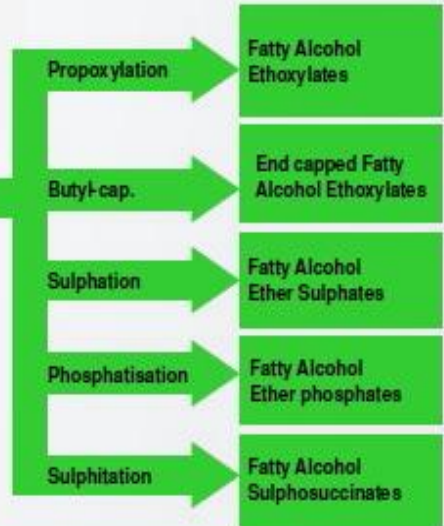 Propoxylation
Fatty Alcohol
Ethoxylates
Butyl-cap.
End capped Fatty
Alcohol Ethoxylates
Sulphation
Fatty Alcohol
Ether Sulphates
Phosphatisation
Fatty Alcohol
Ether phosphates
Sulphitation
Fatty Alcohol
Sulphosuccinates